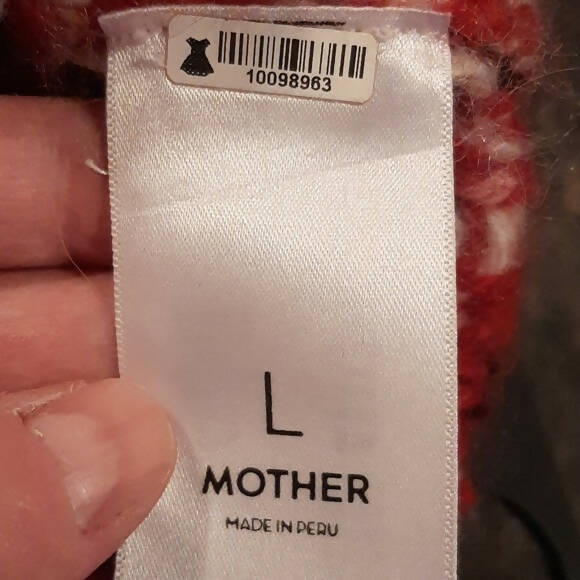 10098963
L
MOTHER
MADE IN PERU